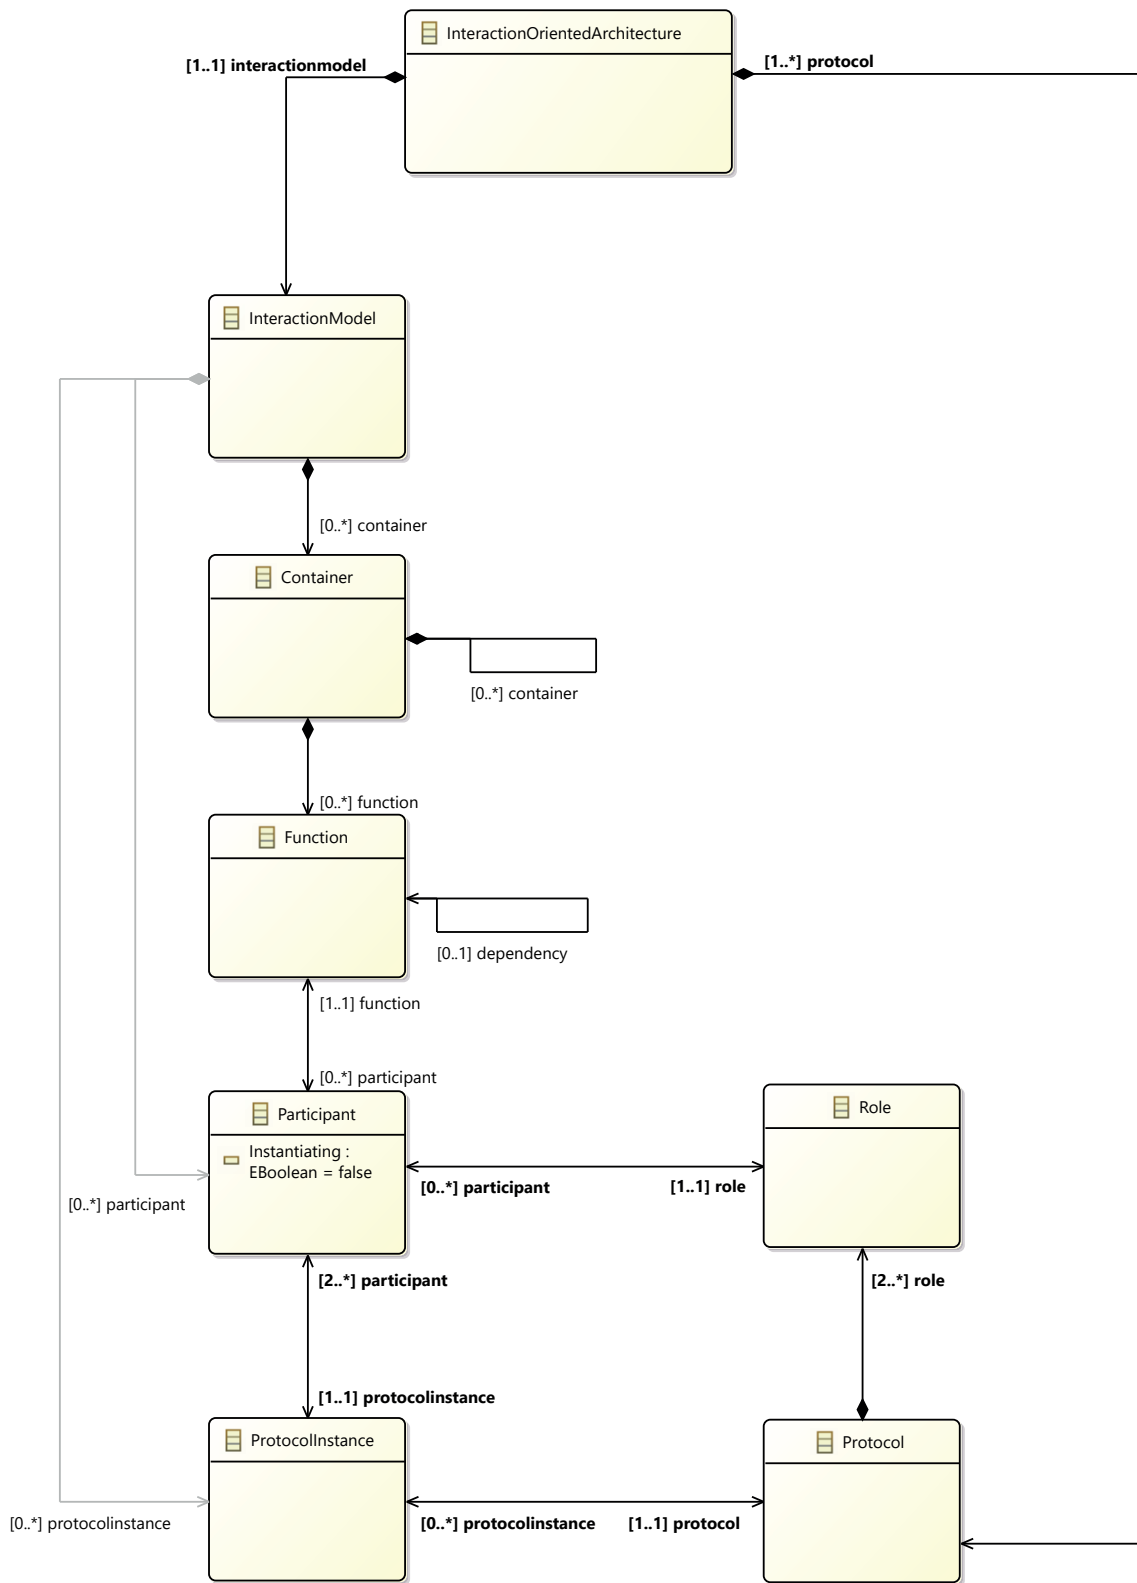 InteractionOrientedArchitecture
[1..1] interactionmodel
[1..*] protocol
InteractionModel
[0..*] container
Container
[0..*] container
[0..*] function
Function
[0..1] dependency
[1..1] function
[0..*] participant
Participant
Instantiating :
EBoolean = false
Role
[0..*] participant
[1..1] role
[0..*] participant
[2..*] participant
[2..*] role
[1..1] protocolinstance
ProtocolInstance
Protocol
[0..*] protocolinstance
[0..*] protocolinstance
[1..1] protocol